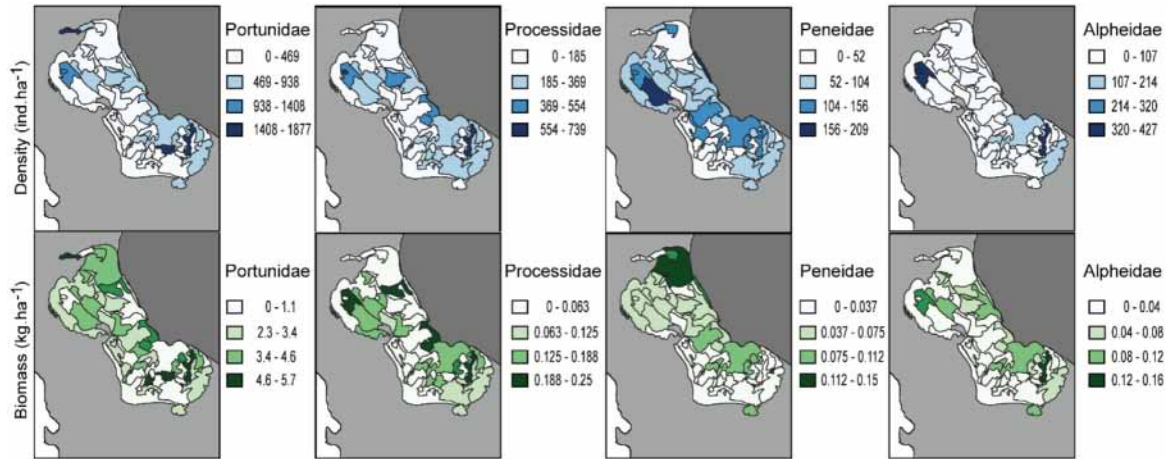 Density (ind.ha⁻¹)
Portunidae
0 - 469
469 - 938
938 - 1408
1408 - 1877
Processidae
0 - 185
185 - 369
369 - 554
554 - 739
Peneidae
0 - 52
52 - 104
104 - 156
156 - 209
Alpheidae
0 - 107
107 - 214
214 - 320
320 - 427
Biomass (kg.ha⁻¹)
Portunidae
0 - 1.1
2.3 - 3.4
3.4 - 4.6
4.6 - 5.7
Processidae
0 - 0.063
0.063 - 0.125
0.125 - 0.188
0.188 - 0.25
Peneidae
0 - 0.037
0.037 - 0.075
0.075 - 0.112
0.112 - 0.15
Alpheidae
0 - 0.04
0.04 - 0.08
0.08 - 0.12
0.12 - 0.16